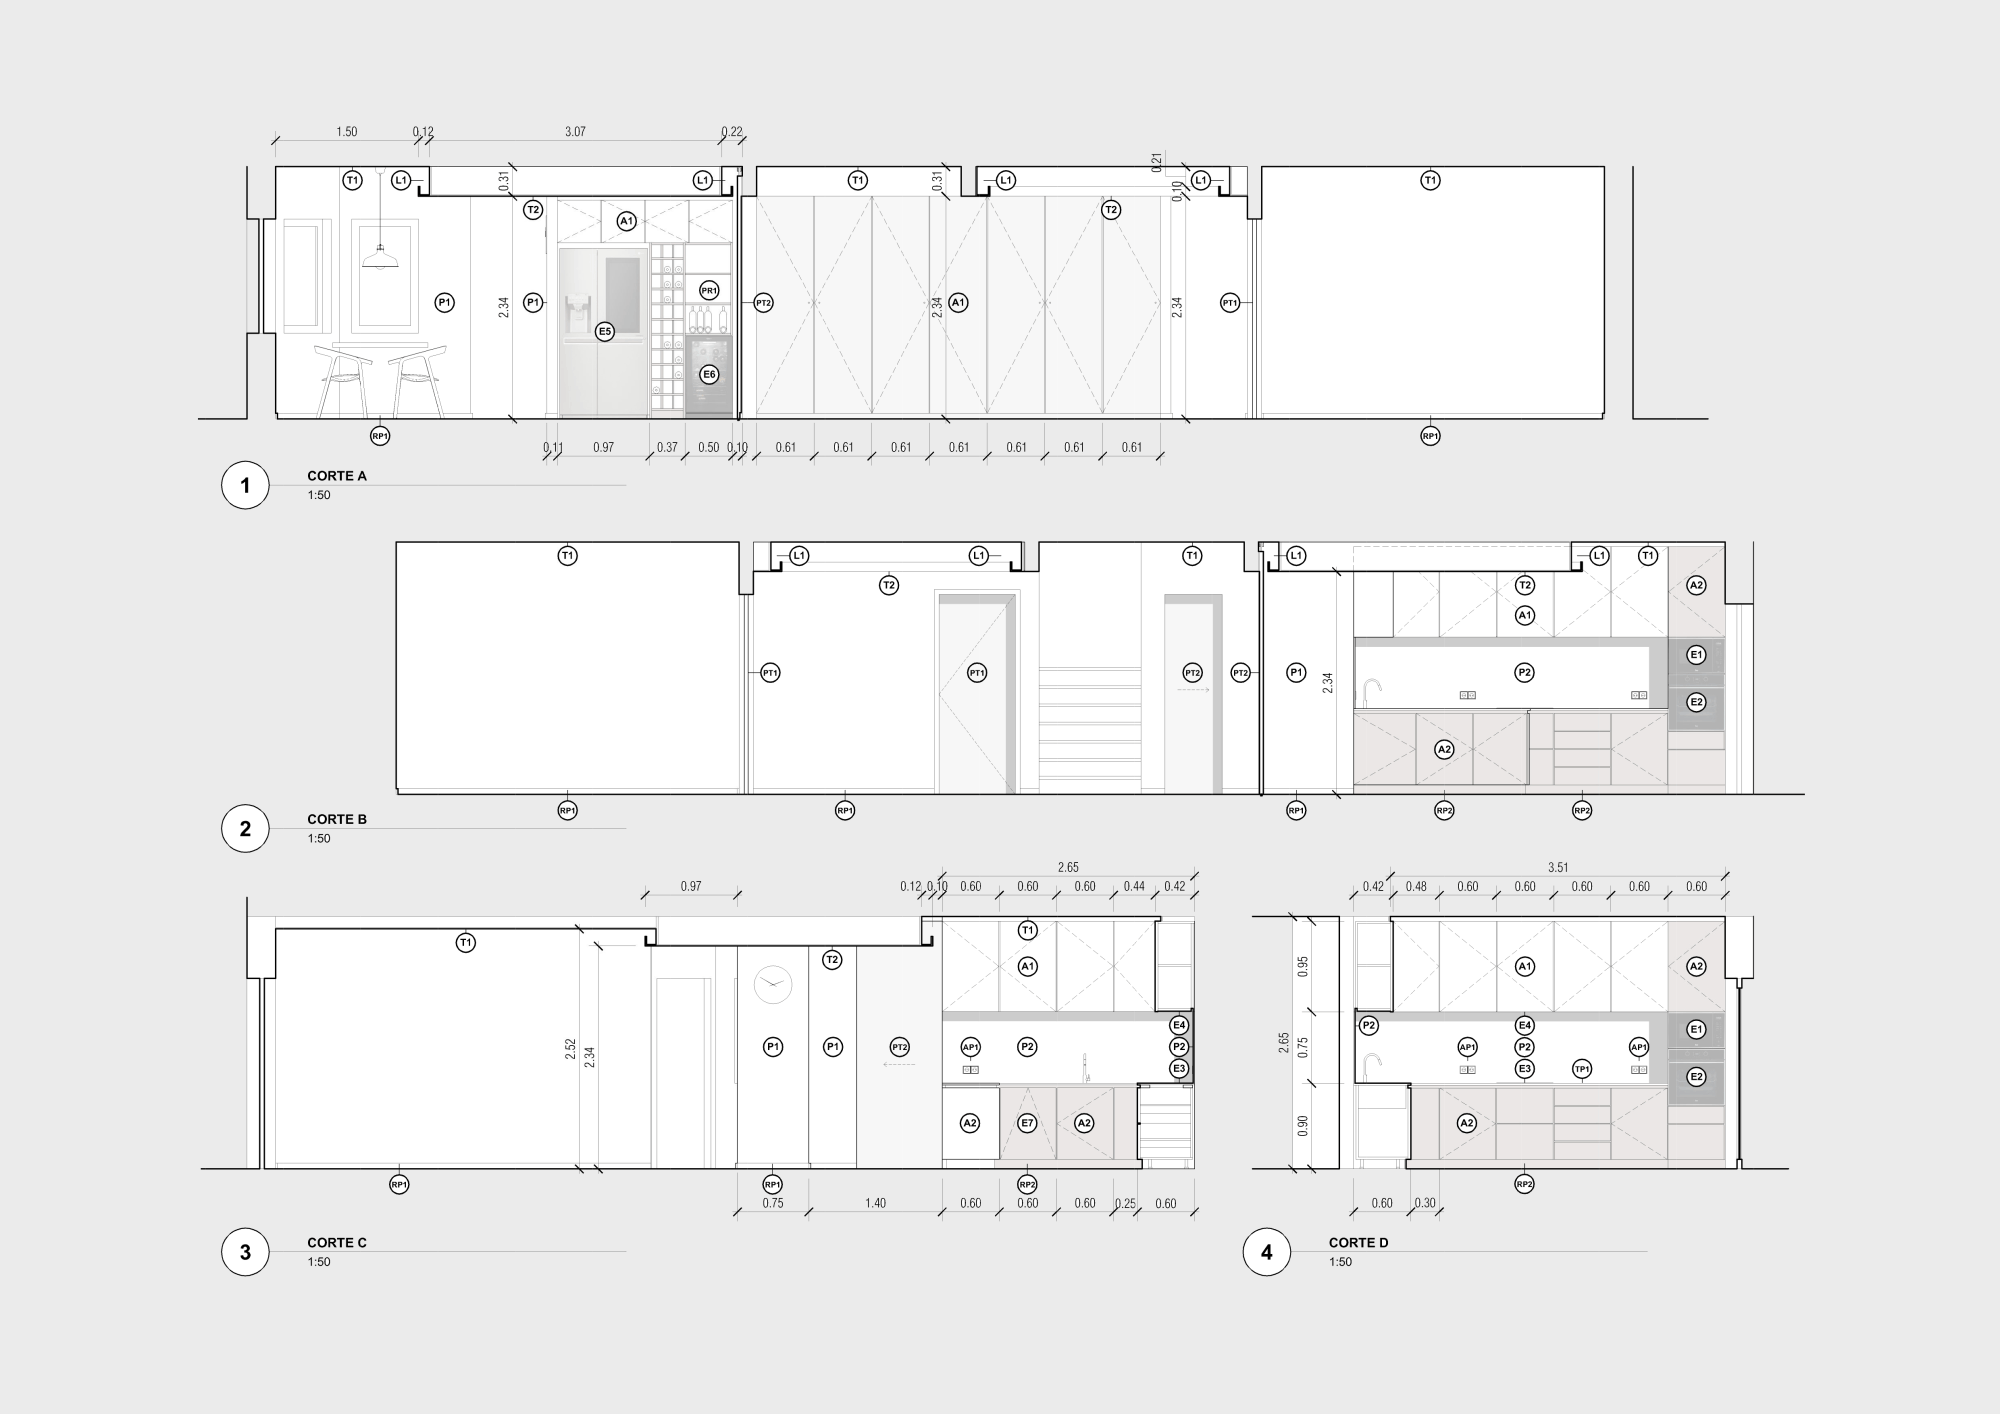 1.50 0.12 3.07 0.22
0.21
T1 L1 0.31 L1 T1 0.31 L1 L1 T1
0.10
T2 T2
A1
PR1
P1 2.34 P1 PT2 2.34 A1 2.34 PT1
E5
E6
RP1 RP1
0.11 0.97 0.37 0.50 0.10 0.61 0.61 0.61 0.61 0.61 0.61 0.61
1 CORTE A
1:50
T1 L1 L1 T1 L1 L1 T1
T2 T2 A2
A1
E1
PT1 PT1 PT2 PT2 P1 2.34 P2
E2
A2
RP1 RP1 RP1 RP2 RP2
2 CORTE B
1:50
2.65
0.97 0.12 0.10 0.60 0.60 0.60 0.44 0.42
T1 T2 T1
A1
E4
2.52 2.34 P1 P1 PT2 AP1 P2 P2
E3
A2 E7 A2
RP1 RP1 RP2
0.75 1.40 0.60 0.60 0.60 0.25 0.60
3 CORTE C
1:50
3.51
0.42 0.48 0.60 0.60 0.60 0.60 0.60
0.95 A1 A2
P2 E4 E1
2.65 0.75 AP1 P2 AP1
E3 TP1 E2
0.90 A2
RP2
0.60 0.30
4 CORTE D
1:50